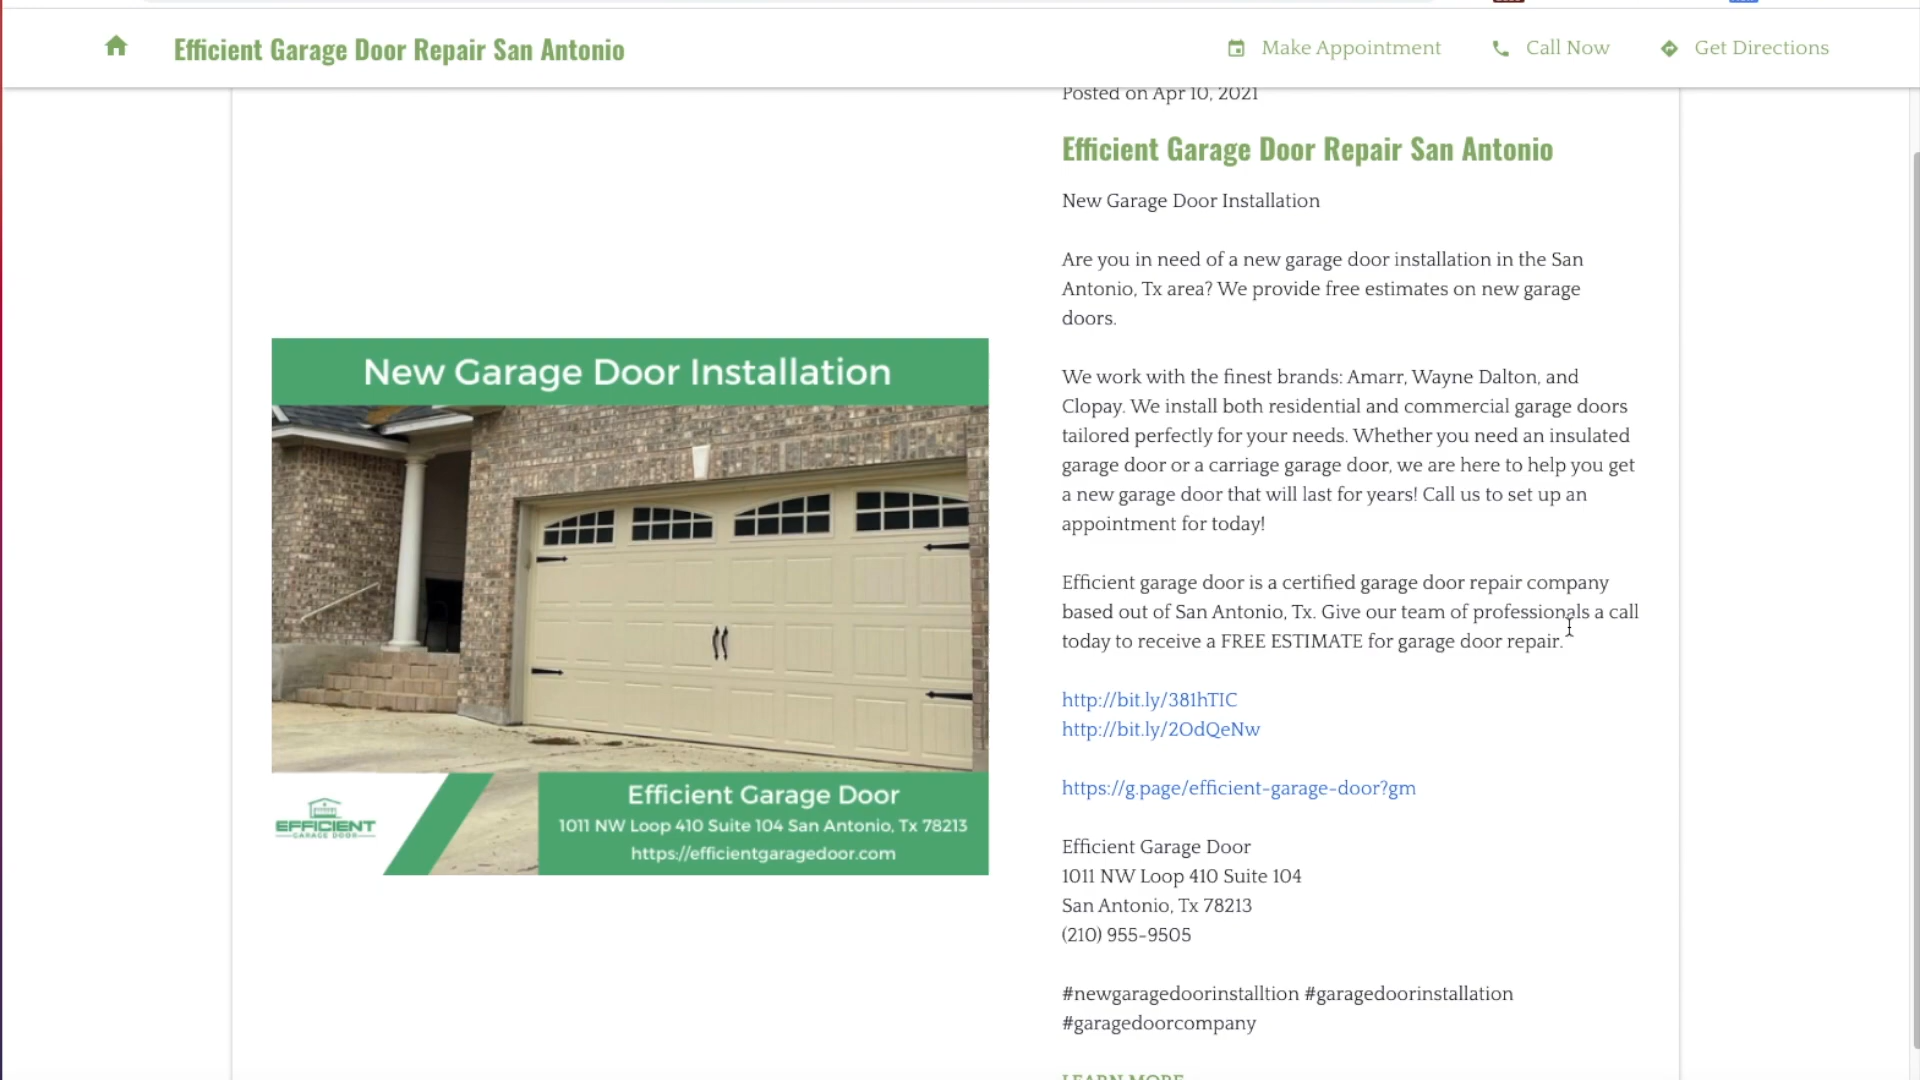 Efficient Garage Door Repair San Antonio
Make Appointment
Call Now
Get Directions
Posted on Apr 10, 2021
Efficient Garage Door Repair San Antonio
New Garage Door Installation
Are you in need of a new garage door installation in the San
Antonio, Tx area? We provide free estimates on new garage
doors.
We work with the finest brands: Amarr, Wayne Dalton, and
Clopay. We install both residential and commercial garage doors
tailored perfectly for your needs. Whether you need an insulated
garage door or a carriage garage door, we are here to help you get
a new garage door that will last for years! Call us to set up an
appointment for today!
Efficient garage door is a certified garage door repair company
based out of San Antonio, Tx. Give our team of professionals a call
today to receive a FREE ESTIMATE for garage door repair.
http://bit.ly/381hTIC
http://bit.ly/2OdQeNw
https://g.page/efficient-garage-door?gm
Efficient Garage Door
1011 NW Loop 410 Suite 104
San Antonio, Tx 78213
(210) 955-9505
#newgaragedoorinstalltion #garagedoorinstallation
#garagedoorcompany
LEARN MORE
New Garage Door Installation
EFFICIENT
GARAGE DOOR
Efficient Garage Door
1011 NW Loop 410 Suite 104 San Antonio, Tx 78213
https://efficientgaragedoor.com